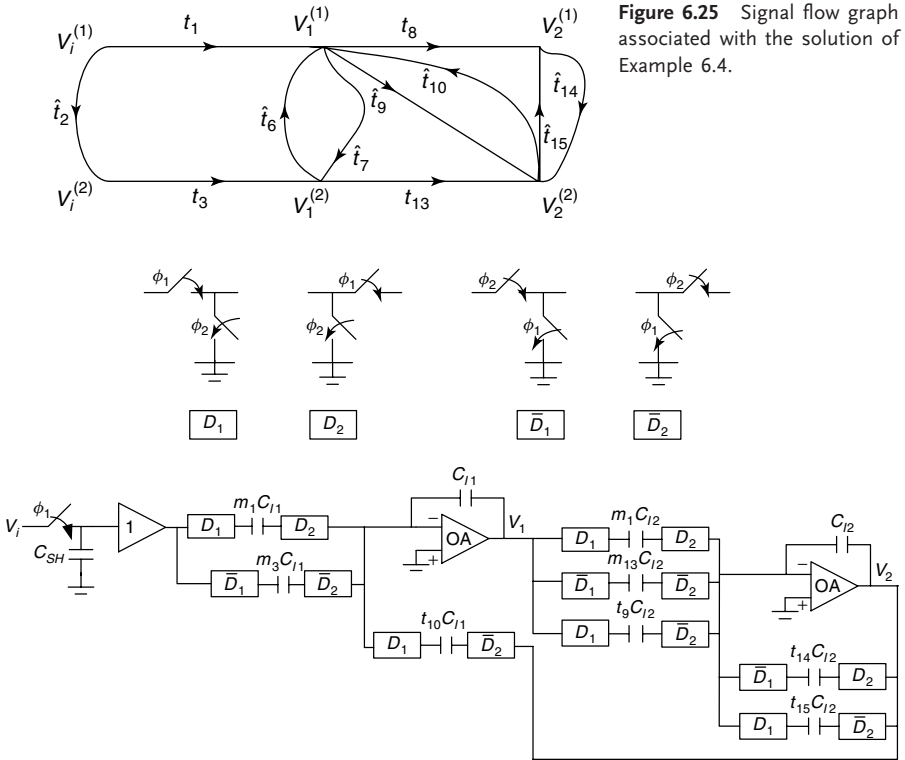 Figure 6.25 Signal flow graph
associated with the solution of
Example 6.4.
V_i^(1) t_1 V_1^(1) t_8 V_2^(1)
t̂_2 t̂_6 t̂_9 t̂_7 t̂_10 t̂_14 t̂_15
V_i^(2) t_3 V_1^(2) t_13 V_2^(2)
ϕ_1 ϕ_2 ϕ_1 ϕ_2 ϕ_2 ϕ_1 ϕ_2 ϕ_1
D_1 D_2 D̅_1 D̅_2
V_i ϕ_1 C_SH 1 D_1 m_1C_I1 D_2 C_I1 − + OA V_1 D_1 m_1C_I2 D_2 C_I2 − + OA V_2
D̅_1 m_3C_I1 D̅_2 D̅_1 m_13C_I2 D̅_2
D_1 t_10C_I1 D̅_2 D_1 t_9C_I2 D̅_2
D̅_1 t_14C_I2 D_2
D_1 t_15C_I2 D̅_2